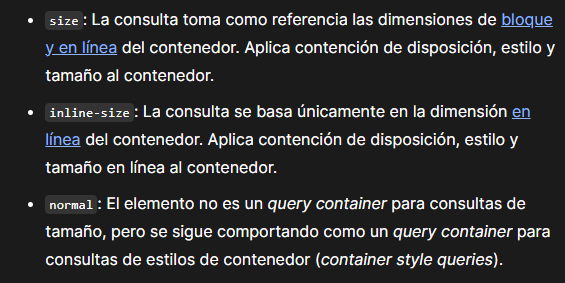 • size: La consulta toma como referencia las dimensiones de bloque
y en línea del contenedor. Aplica contención de disposición, estilo y
tamaño al contenedor.
• inline-size: La consulta se basa únicamente en la dimensión en
línea del contenedor. Aplica contención de disposición, estilo y
tamaño en línea al contenedor.
• normal: El elemento no es un query container para consultas de
tamaño, pero se sigue comportando como un query container para
consultas de estilos de contenedor (container style queries).